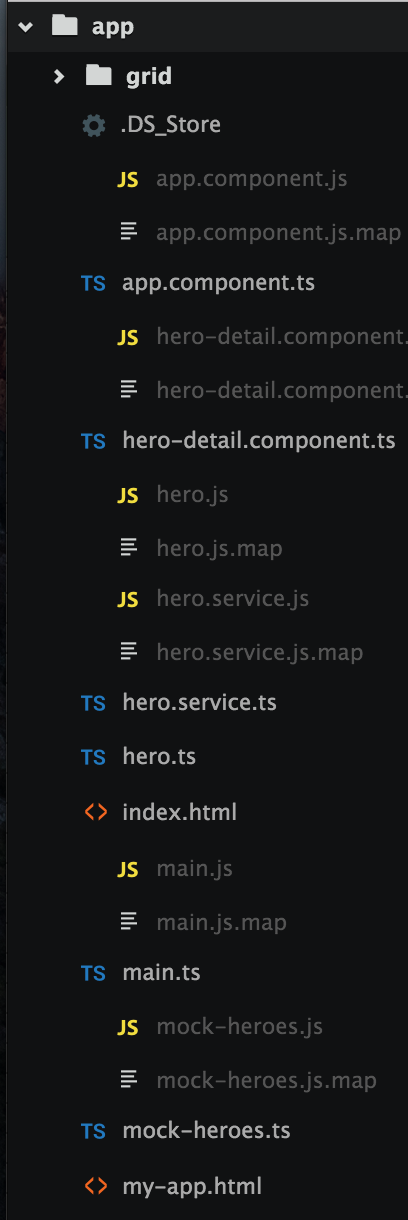 app
grid
.DS_Store
JS app.component.js
app.component.js.map
TS app.component.ts
JS hero-detail.component.
hero-detail.component.
TS hero-detail.component.ts
JS hero.js
hero.js.map
JS hero.service.js
hero.service.js.map
TS hero.service.ts
TS hero.ts
<> index.html
JS main.js
main.js.map
TS main.ts
JS mock-heroes.js
mock-heroes.js.map
TS mock-heroes.ts
<> my-app.html